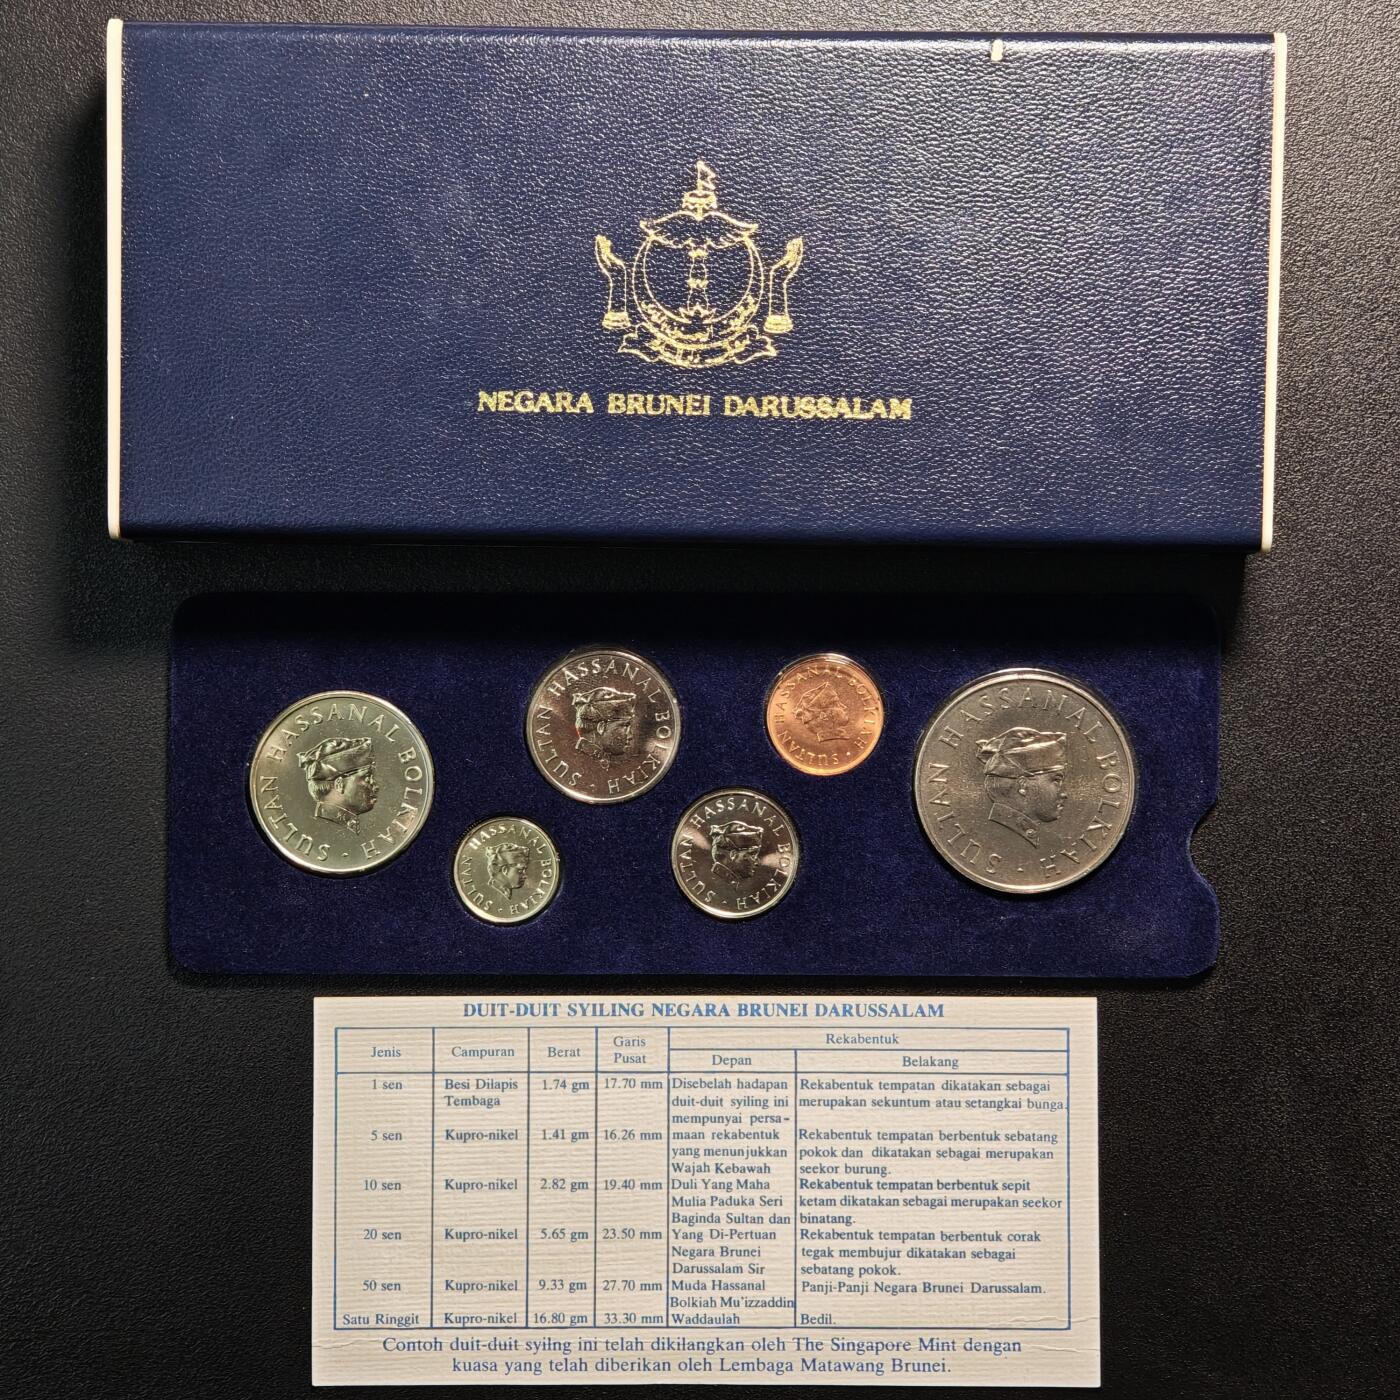 NEGARA BRUNEI DARUSSALAM
SULTAN HASSANAL BOLKIAH
SULTAN HASSANAL BOLKIAH
SULTAN HASSANAL BOLKIAH
SULTAN HASSANAL BOLKIAH
SULTAN HASSANAL BOLKIAH
SULTAN HASSANAL BOLKIAH
DUIT-DUIT SYILING NEGARA BRUNEI DARUSSALAM
Jenis Campuran Berat Garis Pusat Rekabentuk
Depan Belakang
1 sen Besi Dilapis 1.74 gm 17.70 mm Disebelah hadapan Rekabentuk tempatan dikatakan sebagai
Tembaga duit-duit syiling ini merupakan sekuntum atau setangkai bunga.
mempunyai persa-
5 sen Kupro-nikel 1.41 gm 16.26 mm maan rekabentuk Rekabentuk tempatan berbentuk sebatang
yang menunjukkan pokok dan dikatakan sebagai merupakan
Wajah Kebawah seekor burung.
10 sen Kupro-nikel 2.82 gm 19.40 mm Duli Yang Maha Rekabentuk tempatan berbentuk sepit
Mulia Paduka Seri ketam dikatakan sebagai merupakan seekor
Baginda Sultan dan binatang.
20 sen Kupro-nikel 5.65 gm 23.50 mm Yang Di-Pertuan Rekabentuk tempatan berbentuk corak
Negara Brunei tegak membujur dikatakan sebagai
Darussalam Sir sebatang pokok.
50 sen Kupro-nikel 9.33 gm 27.70 mm Muda Hassanal Panji-Panji Negara Brunei Darussalam.
Bolkiah Mu'izzaddin
Satu Ringgit Kupro-nikel 16.80 gm 33.30 mm Waddaulah Bedil.
Contoh duit-duit syilng ini telah dikilangkan oleh The Singapore Mint dengan
kuasa yang telah diberikan oleh Lembaga Matawang Brunei.